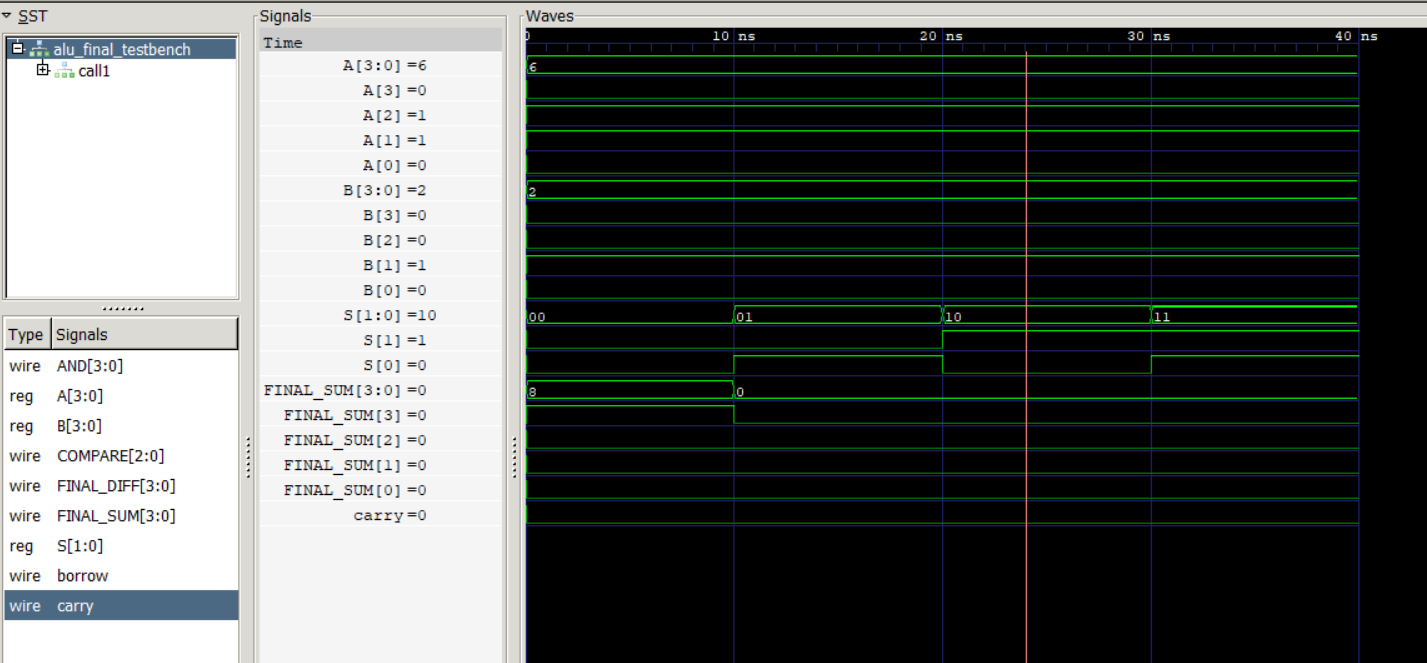 SST
alu_final_testbench
call1
Type Signals
wire AND[3:0]
reg A[3:0]
reg B[3:0]
wire COMPARE[2:0]
wire FINAL_DIFF[3:0]
wire FINAL_SUM[3:0]
reg S[1:0]
wire borrow
wire carry
Signals
Time
A[3:0] =6
A[3] =0
A[2] =1
A[1] =1
A[0] =0
B[3:0] =2
B[3] =0
B[2] =0
B[1] =1
B[0] =0
S[1:0] =10
S[1] =1
S[0] =0
FINAL_SUM[3:0] =0
FINAL_SUM[3] =0
FINAL_SUM[2] =0
FINAL_SUM[1] =0
FINAL_SUM[0] =0
carry =0
Waves
0 10 ns 20 ns 30 ns 40 ns
6
2
00 01 10 11
8 0